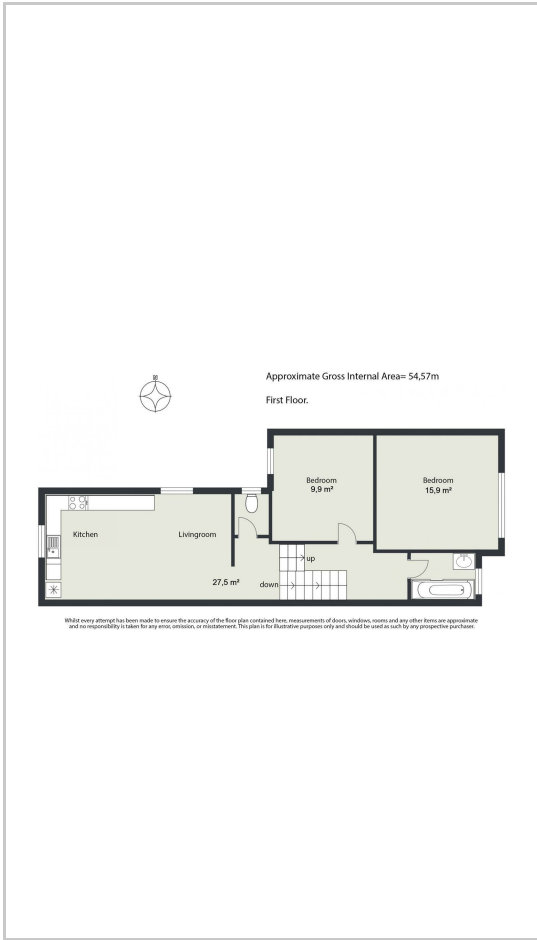 Approximate Gross Internal Area= 54,57m
First Floor.
N
Bedroom
9,9 m²
Bedroom
15,9 m²
Kitchen
Livingroom
up
27,5 m²
down
Whilst every attempt has been made to ensure the accuracy of the floor plan contained here, measurements of doors, windows, rooms and any other items are approximate
and no responsibility is taken for any error, omission, or misstatement. This plan is for illustrative purposes only and should be used as such by any prospective purchaser.